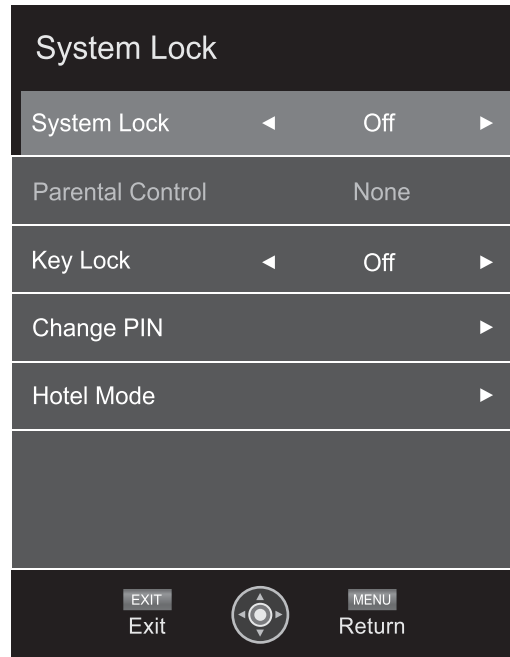 System Lock
System Lock ◄ Off ►
Parental Control None
Key Lock ◄ Off ►
Change PIN ►
Hotel Mode ►
EXIT MENU
Exit Return